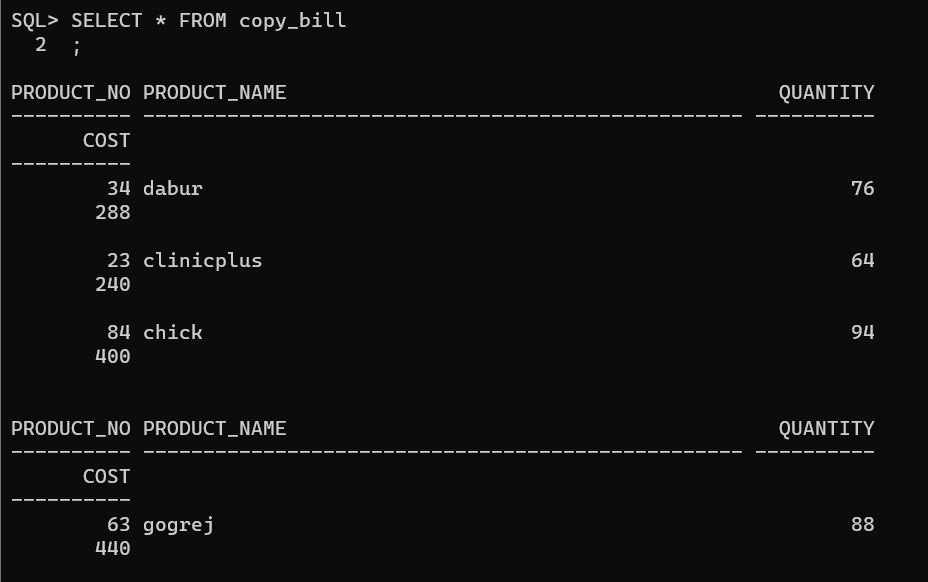 SQL> SELECT * FROM copy_bill
  2  ;
PRODUCT_NO PRODUCT_NAME                                         QUANTITY
---------- -------------------------------------------------- ----------
      COST
----------
        34 dabur                                                      76
       288
        23 clinicplus                                                 64
       240
        84 chick                                                      94
       400
PRODUCT_NO PRODUCT_NAME                                         QUANTITY
---------- -------------------------------------------------- ----------
      COST
----------
        63 gogrej                                                     88
       440